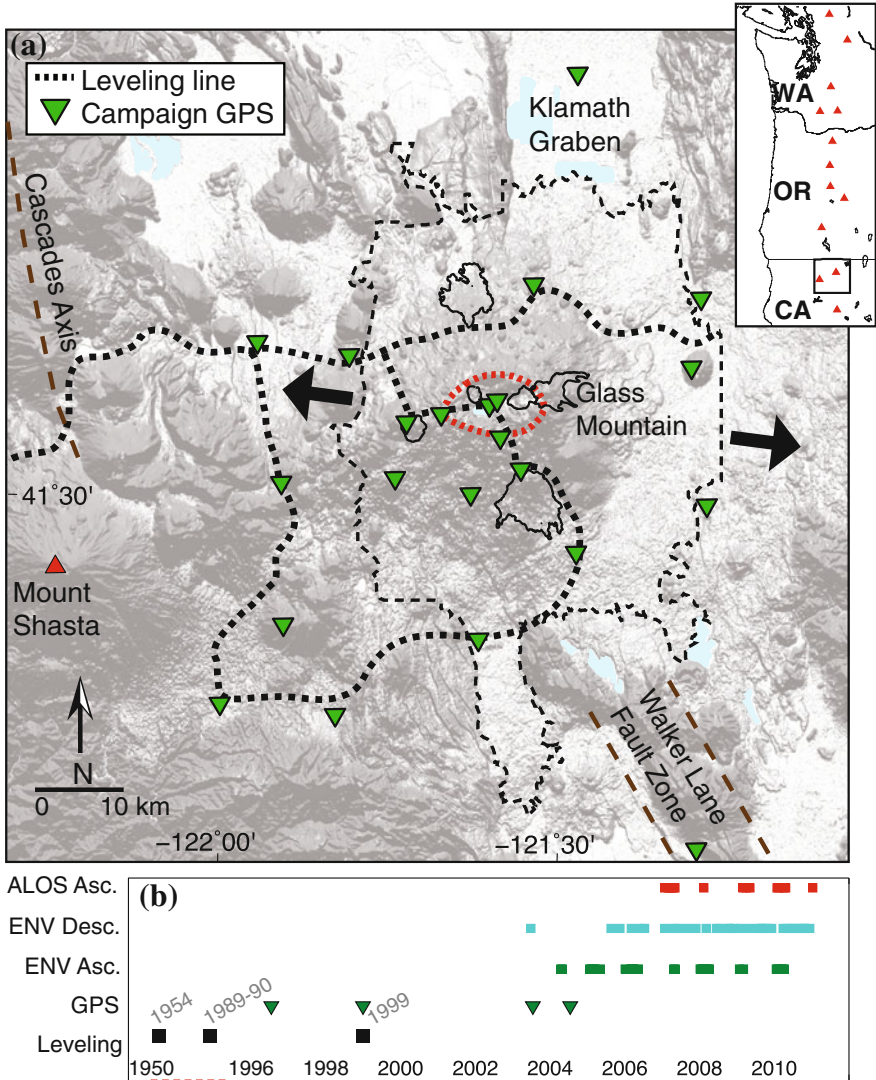 (a)
Leveling line
Campaign GPS
Klamath
Graben
WA
OR
CA
Cascades Axis
Glass
Mountain
41°30'
Mount
Shasta
N
0 10 km
Walker Lane
Fault Zone
−122°00'
−121°30'
(b)
ALOS Asc.
ENV Desc.
ENV Asc.
GPS
Leveling
1954
1989-90
1999
1950 1996 1998 2000 2002 2004 2006 2008 2010